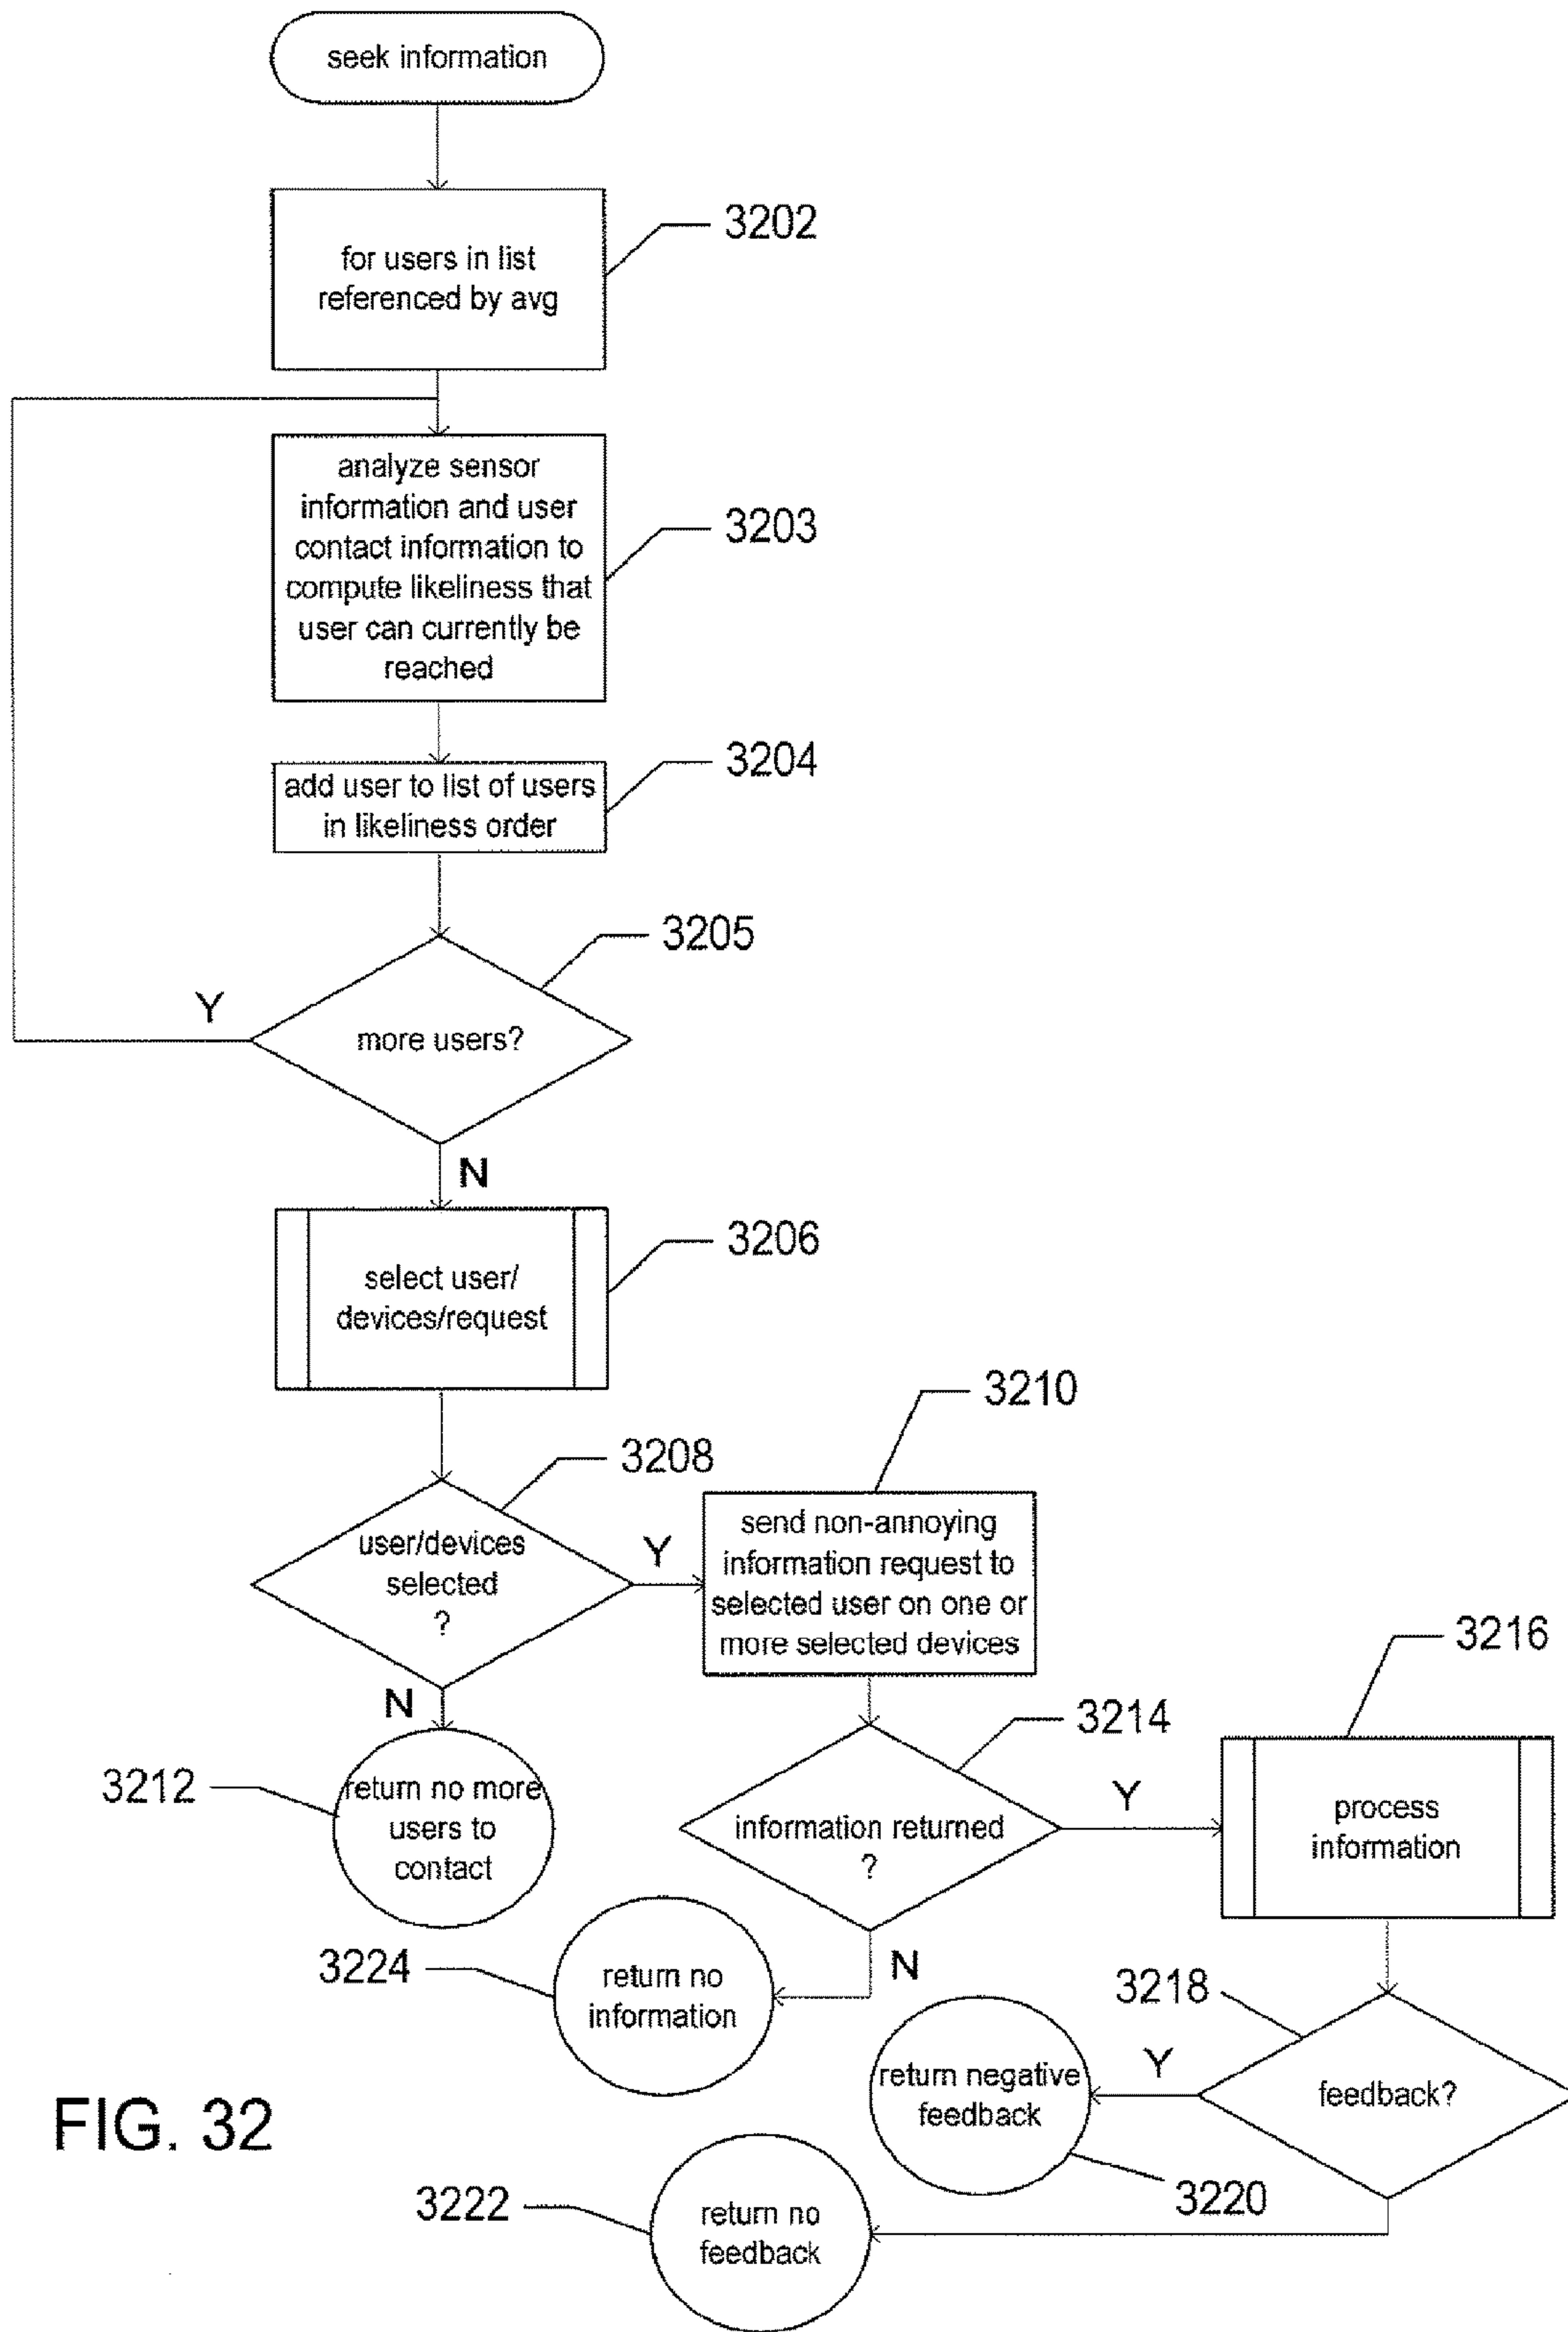 seek information
3202
for users in list
referenced by avg
analyze sensor
information and user
contact information to
compute likeliness that
user can currently be
reached
3203
3204
add user to list of users
in likeliness order
3205
Y
more users?
N
3206
select user/
devices/request
3210
3208
user/devices
selected
?
Y
send non-annoying
information request to
selected user on one or
more selected devices
N
3216
3214
3212
return no more
users to
contact
information returned
?
Y
process
information
3224
return no
information
N
3218
return negative
feedback
Y
feedback?
3220
FIG. 32
3222
return no
feedback